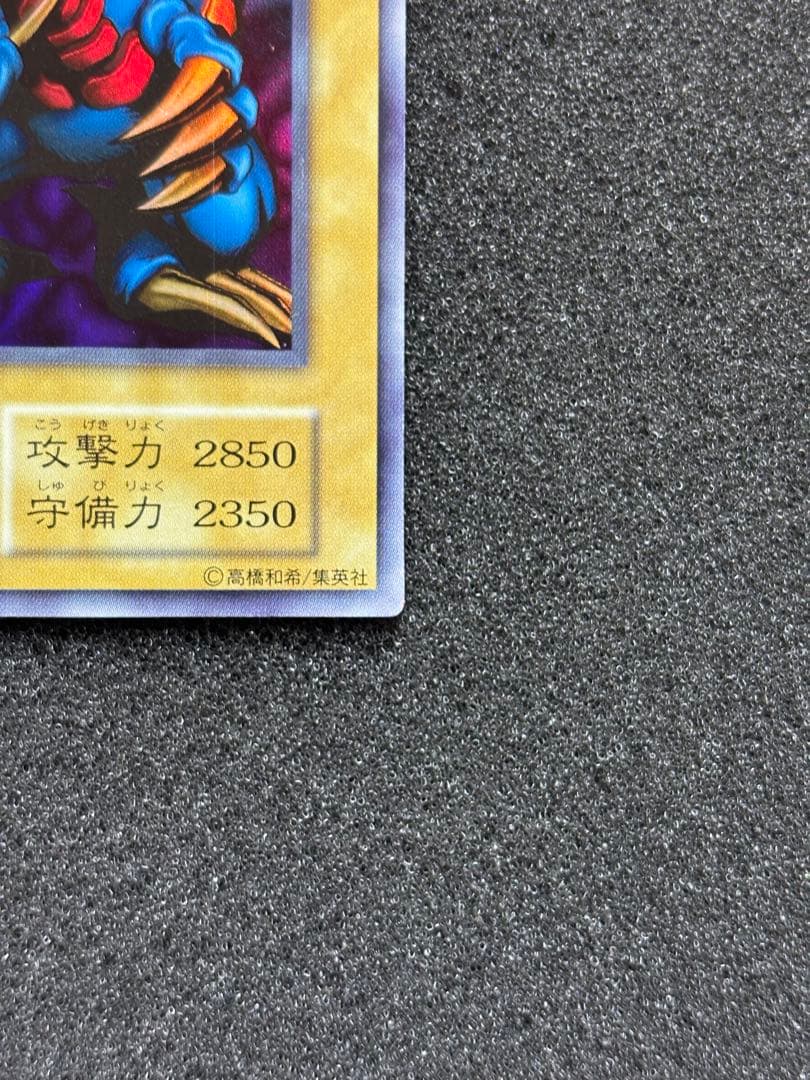 こう げき りょく
攻撃力 2850
しゅ び りょく
守備力 2350
©高橋和希/集英社